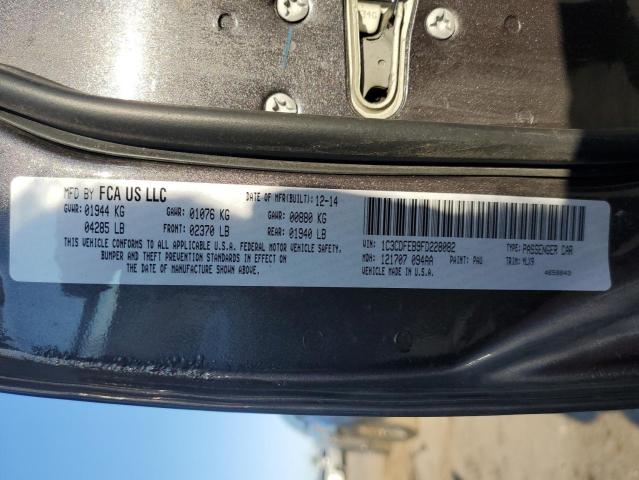 MFD BY FCA US LLC
DATE OF MFR(BUILT): 12-14
GVWR: 01944 KG GAWR: 01076 KG GAWR: 00880 KG
04285 LB FRONT: 02370 LB REAR: 01940 LB
THIS VEHICLE CONFORMS TO ALL APPLICABLE U.S.A. FEDERAL MOTOR VEHICLE SAFETY,
BUMPER AND THEFT PREVENTION STANDARDS IN EFFECT ON
THE DATE OF MANUFACTURE SHOWN ABOVE.
VIN: 1C3CDFEB9FD228082 TYPE: PASSENGER CAR
MDH: 121707 094AA PAINT: PAU TRIM: MLX9
MADE IN U.S.A.